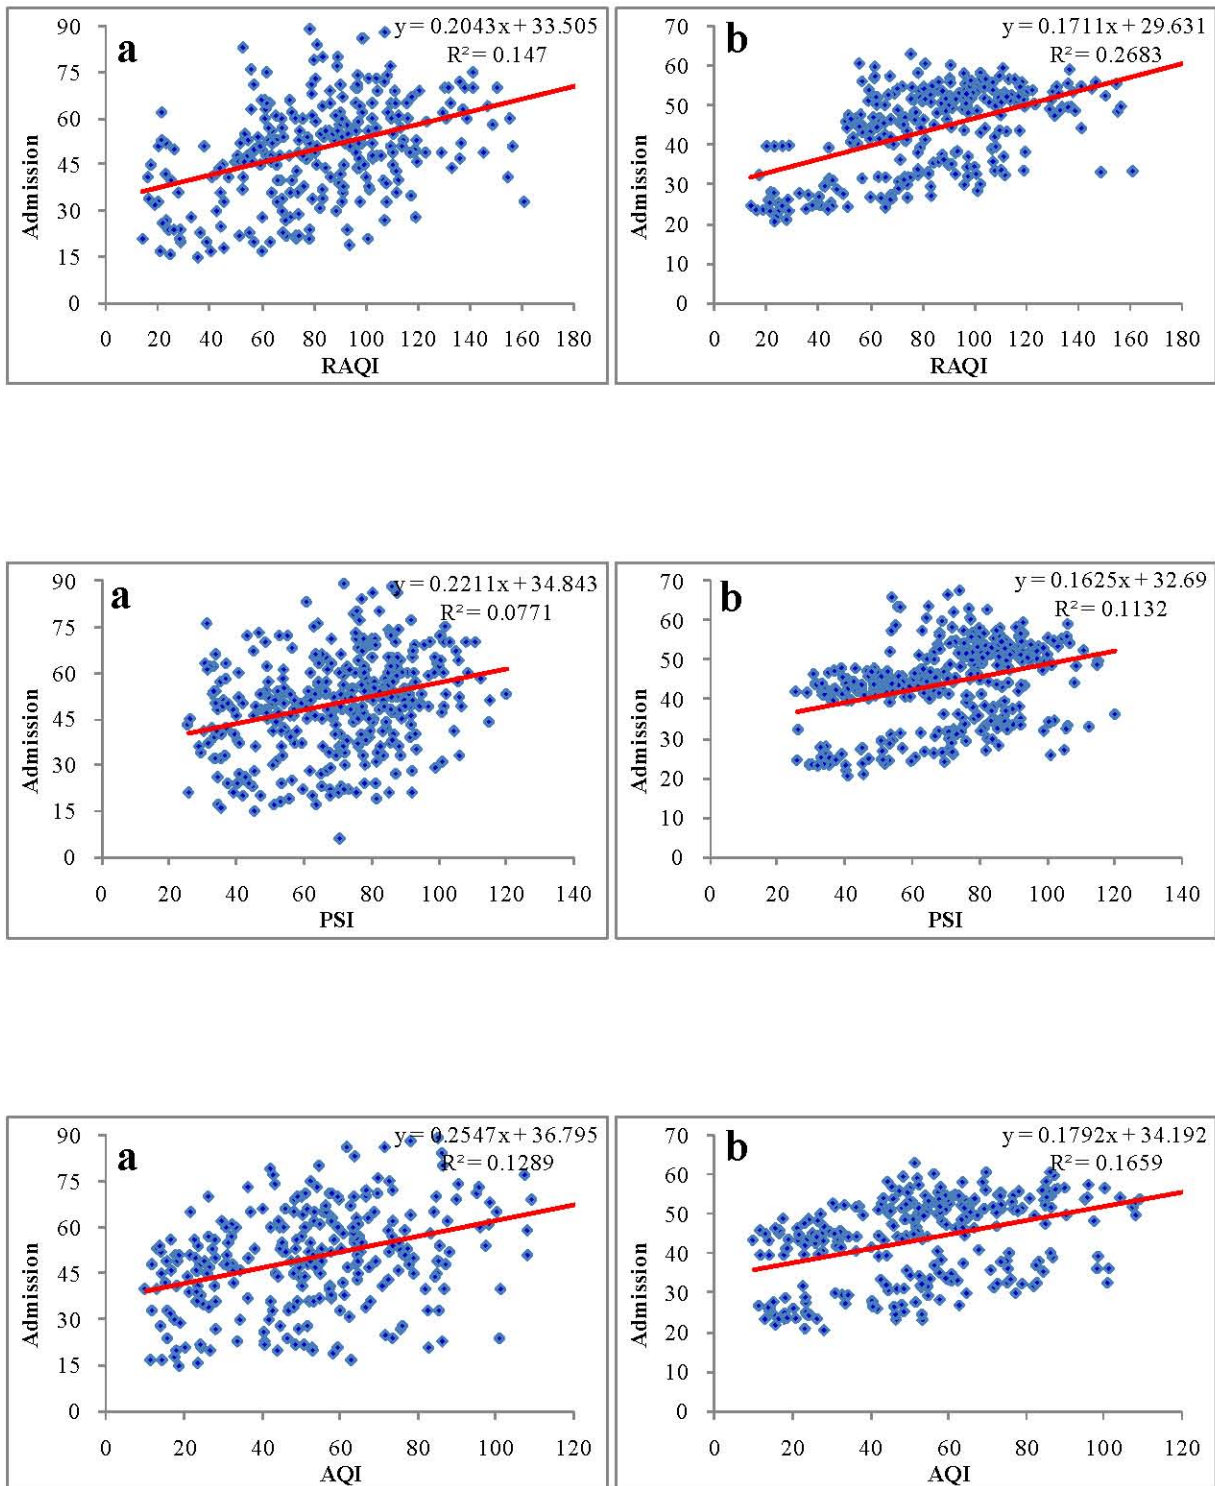 a
y = 0.2043x + 33.505
R² = 0.147
90
75
60
45
30
15
0
Admission
0 20 40 60 80 100 120 140 160 180
RAQI
b
y = 0.1711x + 29.631
R² = 0.2683
70
60
50
40
30
20
10
0
Admission
0 20 40 60 80 100 120 140 160 180
RAQI
a
y = 0.2211x + 34.843
R² = 0.0771
90
75
60
45
30
15
0
Admission
0 20 40 60 80 100 120 140
PSI
b
y = 0.1625x + 32.69
R² = 0.1132
70
60
50
40
30
20
10
0
Admission
0 20 40 60 80 100 120 140
PSI
a
y = 0.2547x + 36.795
R² = 0.1289
90
75
60
45
30
15
0
Admission
0 20 40 60 80 100 120
AQI
b
y = 0.1792x + 34.192
R² = 0.1659
70
60
50
40
30
20
10
0
Admission
0 20 40 60 80 100 120
AQI